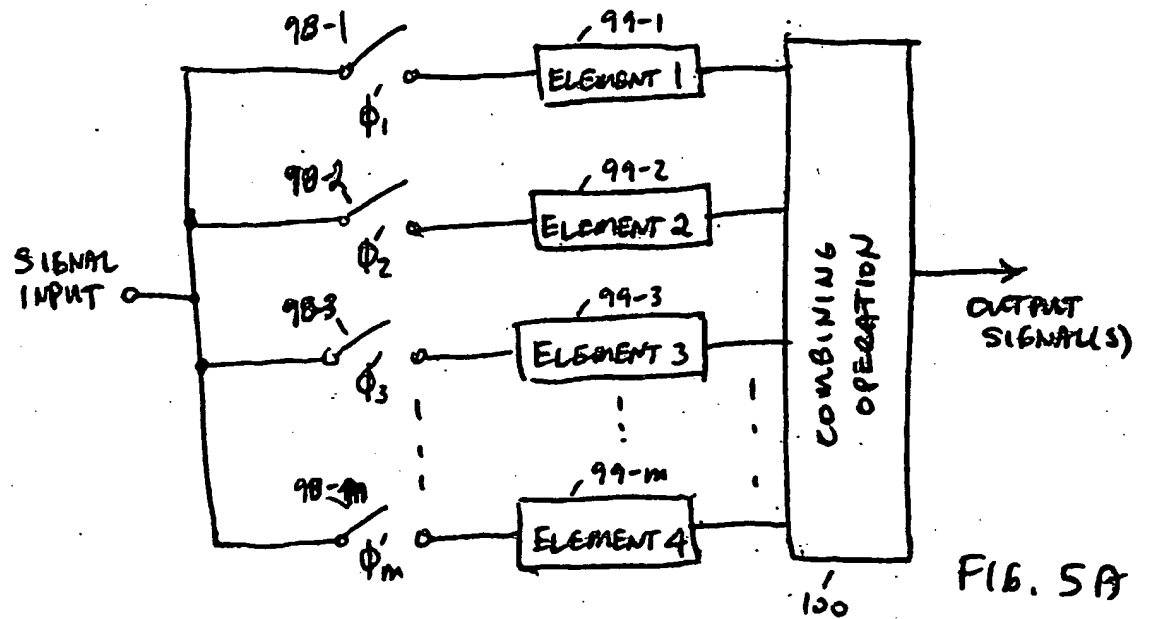 98-1
Φ'1
99-1
ELEMENT 1
98-2
Φ'2
99-2
ELEMENT 2
SIGNAL
INPUT
98-3
Φ'3
99-3
ELEMENT 3
98-m
Φ'm
99-m
ELEMENT 4
COMBINING
OPERATION
100
OUTPUT
SIGNAL(S)
FIG. 5A